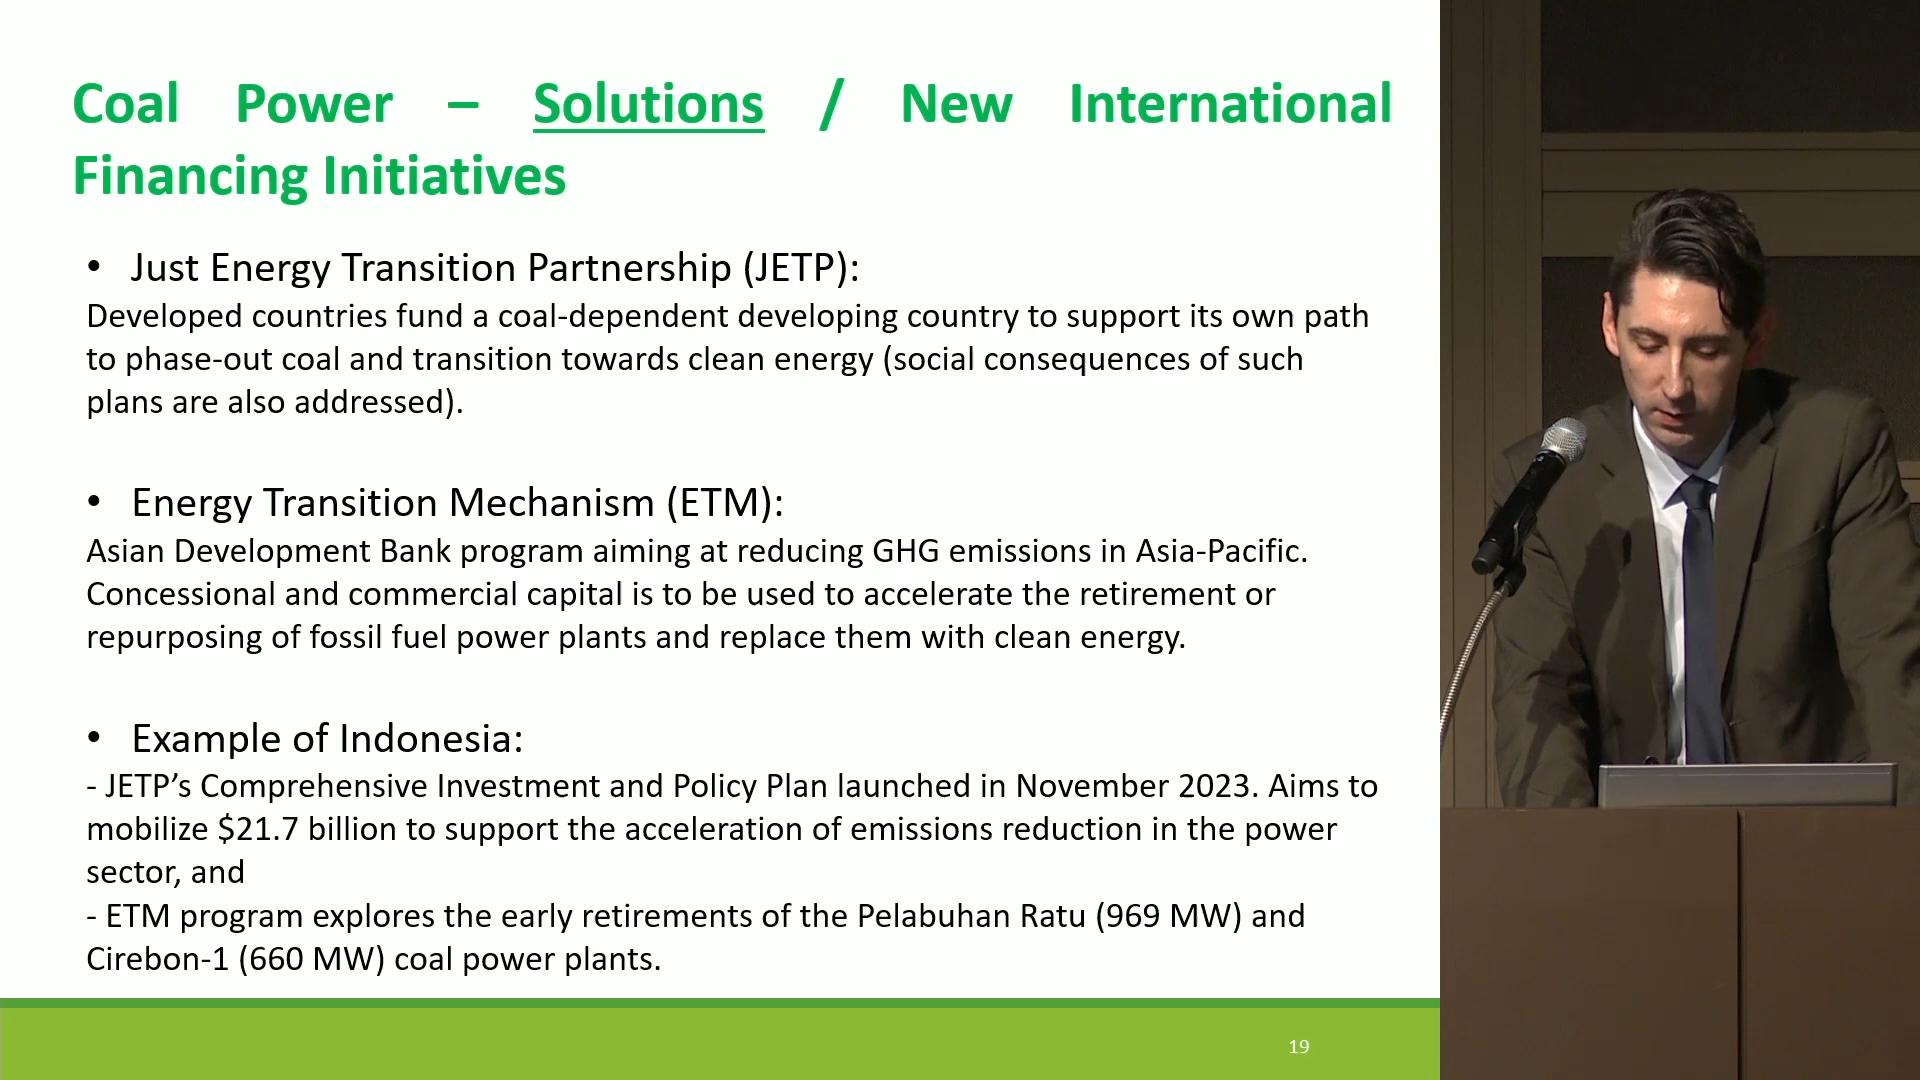 Coal Power – Solutions / New International
Financing Initiatives
• Just Energy Transition Partnership (JETP):
Developed countries fund a coal-dependent developing country to support its own path
to phase-out coal and transition towards clean energy (social consequences of such
plans are also addressed).
• Energy Transition Mechanism (ETM):
Asian Development Bank program aiming at reducing GHG emissions in Asia-Pacific.
Concessional and commercial capital is to be used to accelerate the retirement or
repurposing of fossil fuel power plants and replace them with clean energy.
• Example of Indonesia:
- JETP’s Comprehensive Investment and Policy Plan launched in November 2023. Aims to
mobilize $21.7 billion to support the acceleration of emissions reduction in the power
sector, and
- ETM program explores the early retirements of the Pelabuhan Ratu (969 MW) and
Cirebon-1 (660 MW) coal power plants.
19